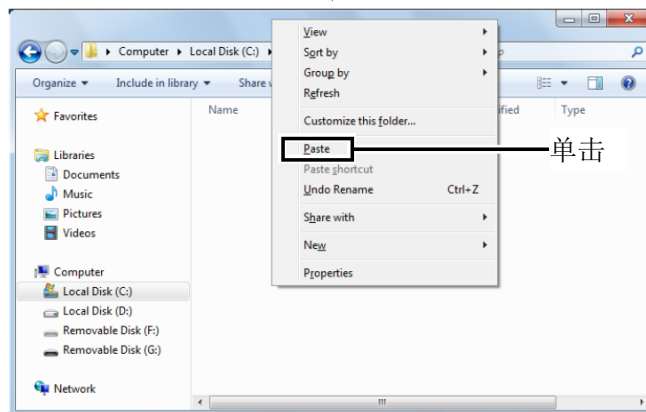 View
Computer ▸ Local Disk (C:) ▸
Sort by
Organize ▾ Include in library ▾ Share
Group by
Refresh
Name
Type
Customize this folder...
Paste
单击
Paste shortcut
Undo Rename Ctrl+Z
Share with
New
Properties
Favorites
Libraries
Documents
Music
Pictures
Videos
Computer
Local Disk (C:)
Local Disk (D:)
Removable Disk (F:)
Removable Disk (G:)
Network